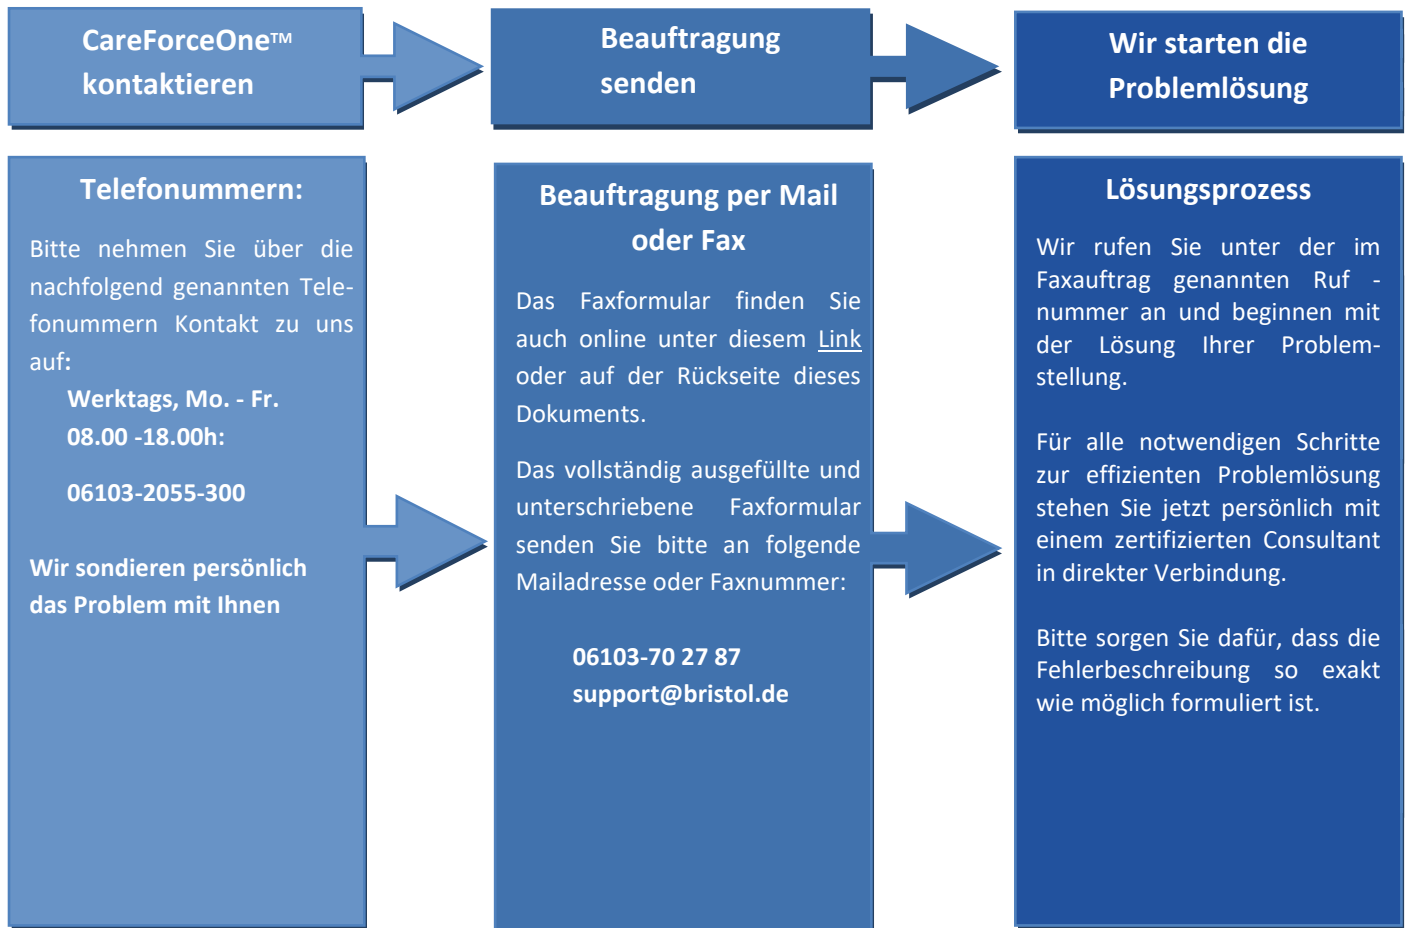 CareForceOne™
kontaktieren
Beauftragung
senden
Wir starten die
Problemlösung
Telefonummern:
Bitte nehmen Sie über die
nachfolgend genannten Tele-
fonummern Kontakt zu uns
auf:
Werktags, Mo. - Fr.
08.00 -18.00h:
06103-2055-300
Wir sondieren persönlich
das Problem mit Ihnen
Beauftragung per Mail
oder Fax
Das Faxformular finden Sie
auch online unter diesem Link
oder auf der Rückseite dieses
Dokuments.
Das vollständig ausgefüllte und
unterschriebene Faxformular
senden Sie bitte an folgende
Mailadresse oder Faxnummer:
06103-70 27 87
support@bristol.de
Lösungsprozess
Wir rufen Sie unter der im
Faxauftrag genannten Ruf -
nummer an und beginnen mit
der Lösung Ihrer Problem-
stellung.
Für alle notwendigen Schritte
zur effizienten Problemlösung
stehen Sie jetzt persönlich mit
einem zertifizierten Consultant
in direkter Verbindung.
Bitte sorgen Sie dafür, dass die
Fehlerbeschreibung so exakt
wie möglich formuliert ist.